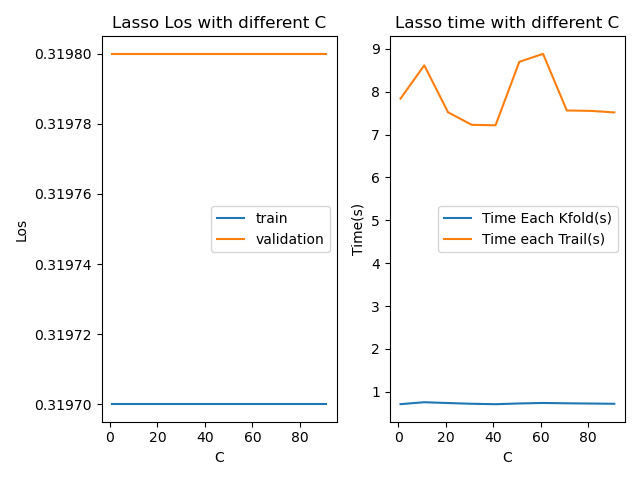 Lasso Los with different C
0.31980
0.31978
0.31976
0.31974
0.31972
0.31970
Los
train
validation
0 20 40 60 80
C
Lasso time with different C
9
8
7
6
5
4
3
2
1
Time(s)
Time Each Kfold(s)
Time each Trail(s)
0 20 40 60 80
C